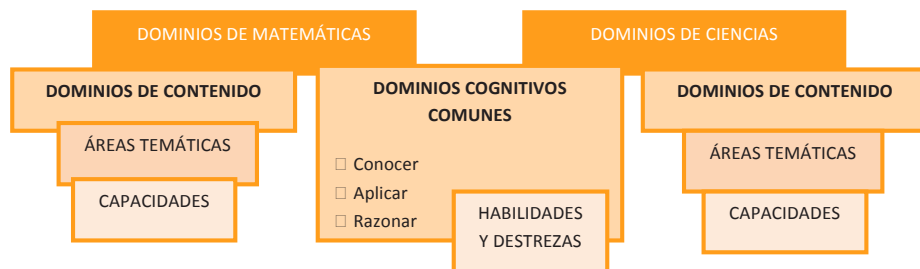 DOMINIOS DE MATEMÁTICAS
DOMINIOS DE CIENCIAS
DOMINIOS DE CONTENIDO
ÁREAS TEMÁTICAS
CAPACIDADES
DOMINIOS COGNITIVOS
COMUNES
□ Conocer
□ Aplicar
□ Razonar
HABILIDADES
Y DESTREZAS
DOMINIOS DE CONTENIDO
ÁREAS TEMÁTICAS
CAPACIDADES